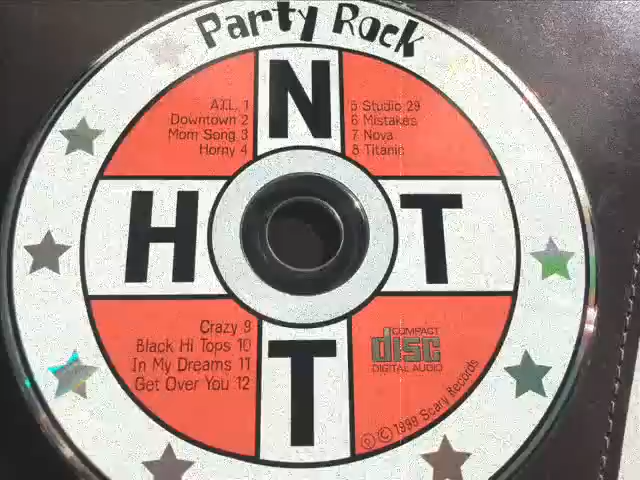 Party Rock
N
A.T.L. 1
Downtown 2
Mom Song 3
Horny 4
5 Studio 29
6 Mistakes
7 Nova
8 Titanic
H T
Crazy 9
Black Hi Tops 10
In My Dreams 11
Get Over You 12
T
COMPACT
disc
DIGITAL AUDIO
Ⓟ © 1999 Scary Records